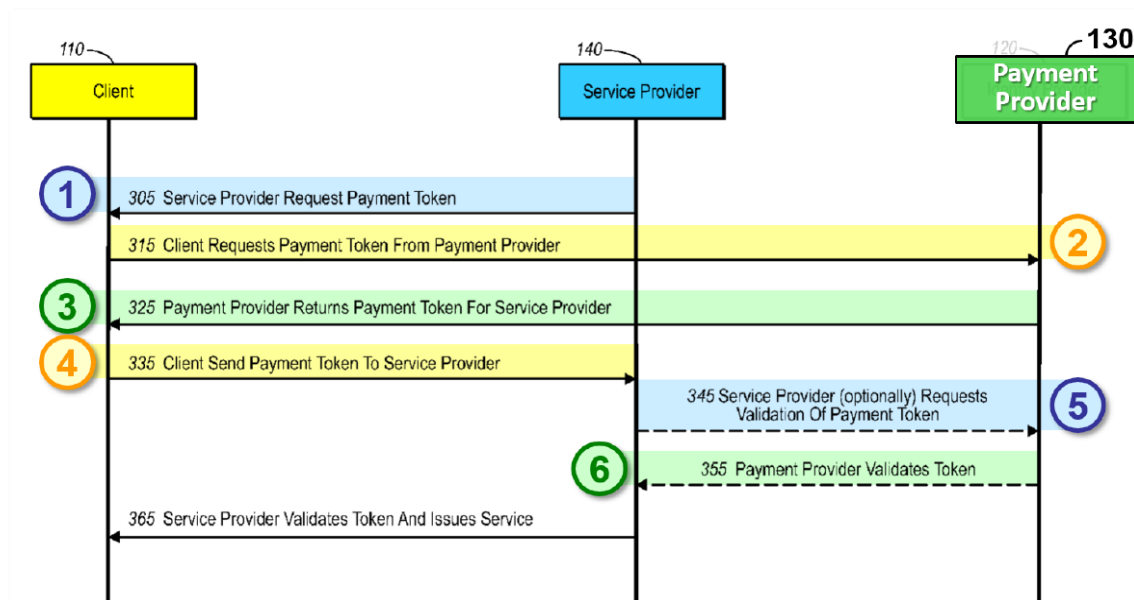 110
140
120
130
Client
Service Provider
Payment
Provider
1
305 Service Provider Request Payment Token
315 Client Requests Payment Token From Payment Provider
2
3
325 Payment Provider Returns Payment Token For Service Provider
4
335 Client Send Payment Token To Service Provider
345 Service Provider (optionally) Requests
Validation Of Payment Token
5
6
355 Payment Provider Validates Token
365 Service Provider Validates Token And Issues Service